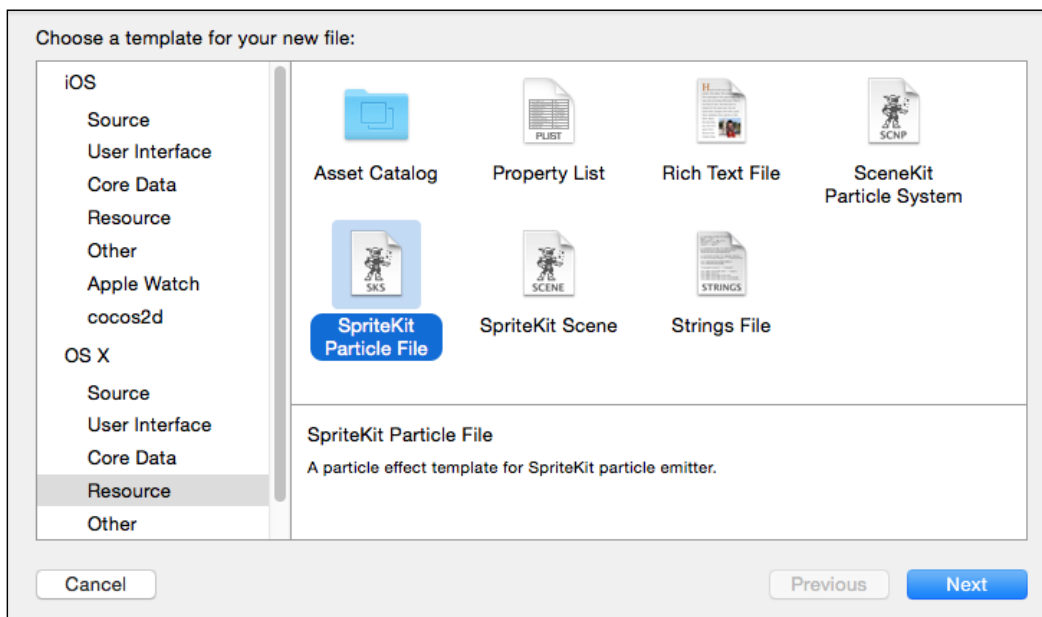 Choose a template for your new file:
iOS
Source
User Interface
Core Data
Resource
Other
Apple Watch
cocos2d
OS X
Source
User Interface
Core Data
Resource
Other
PLIST
SCNP
Asset Catalog
Property List
Rich Text File
SceneKit
Particle System
SKS
SCENE
STRINGS
SpriteKit
Particle File
SpriteKit Scene
Strings File
SpriteKit Particle File
A particle effect template for SpriteKit particle emitter.
Cancel
Previous
Next